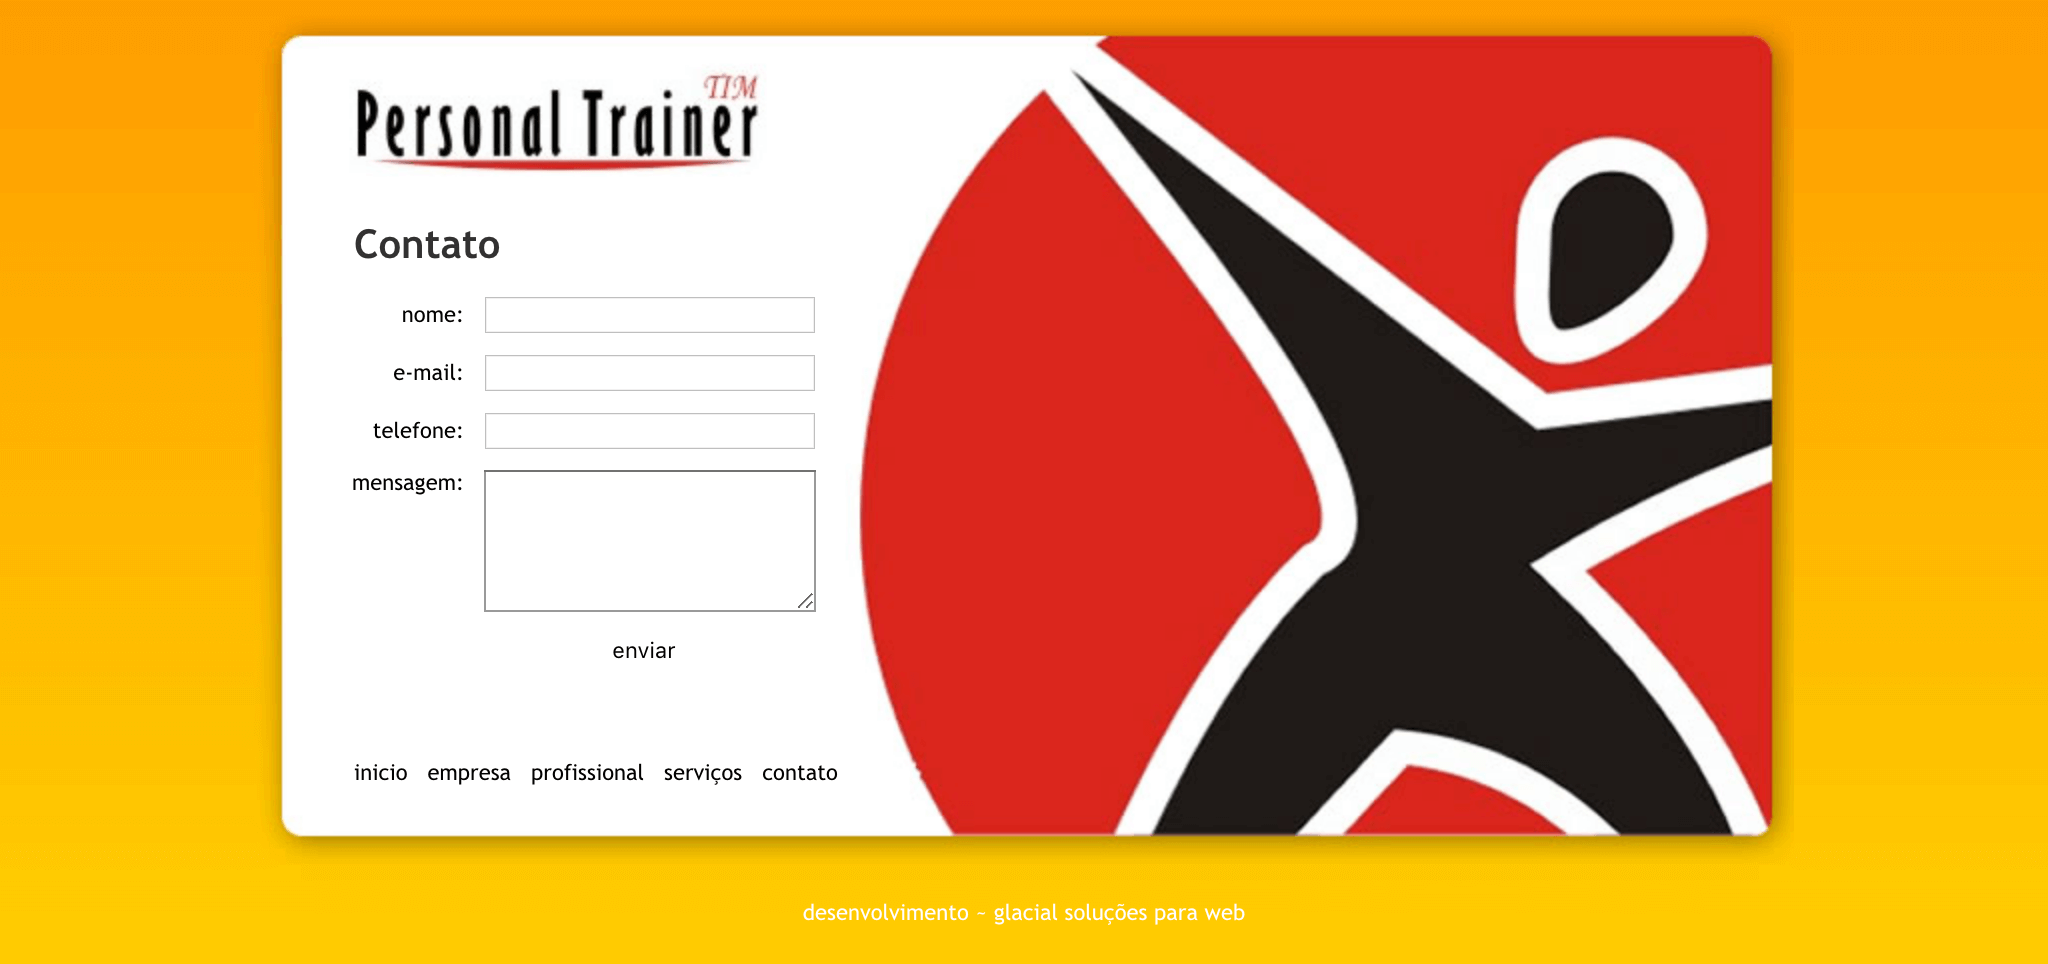 TIM
Personal Trainer
Contato
nome:
e-mail:
telefone:
mensagem:
enviar
inicio empresa profissional serviços contato
desenvolvimento ~ glacial soluções para web